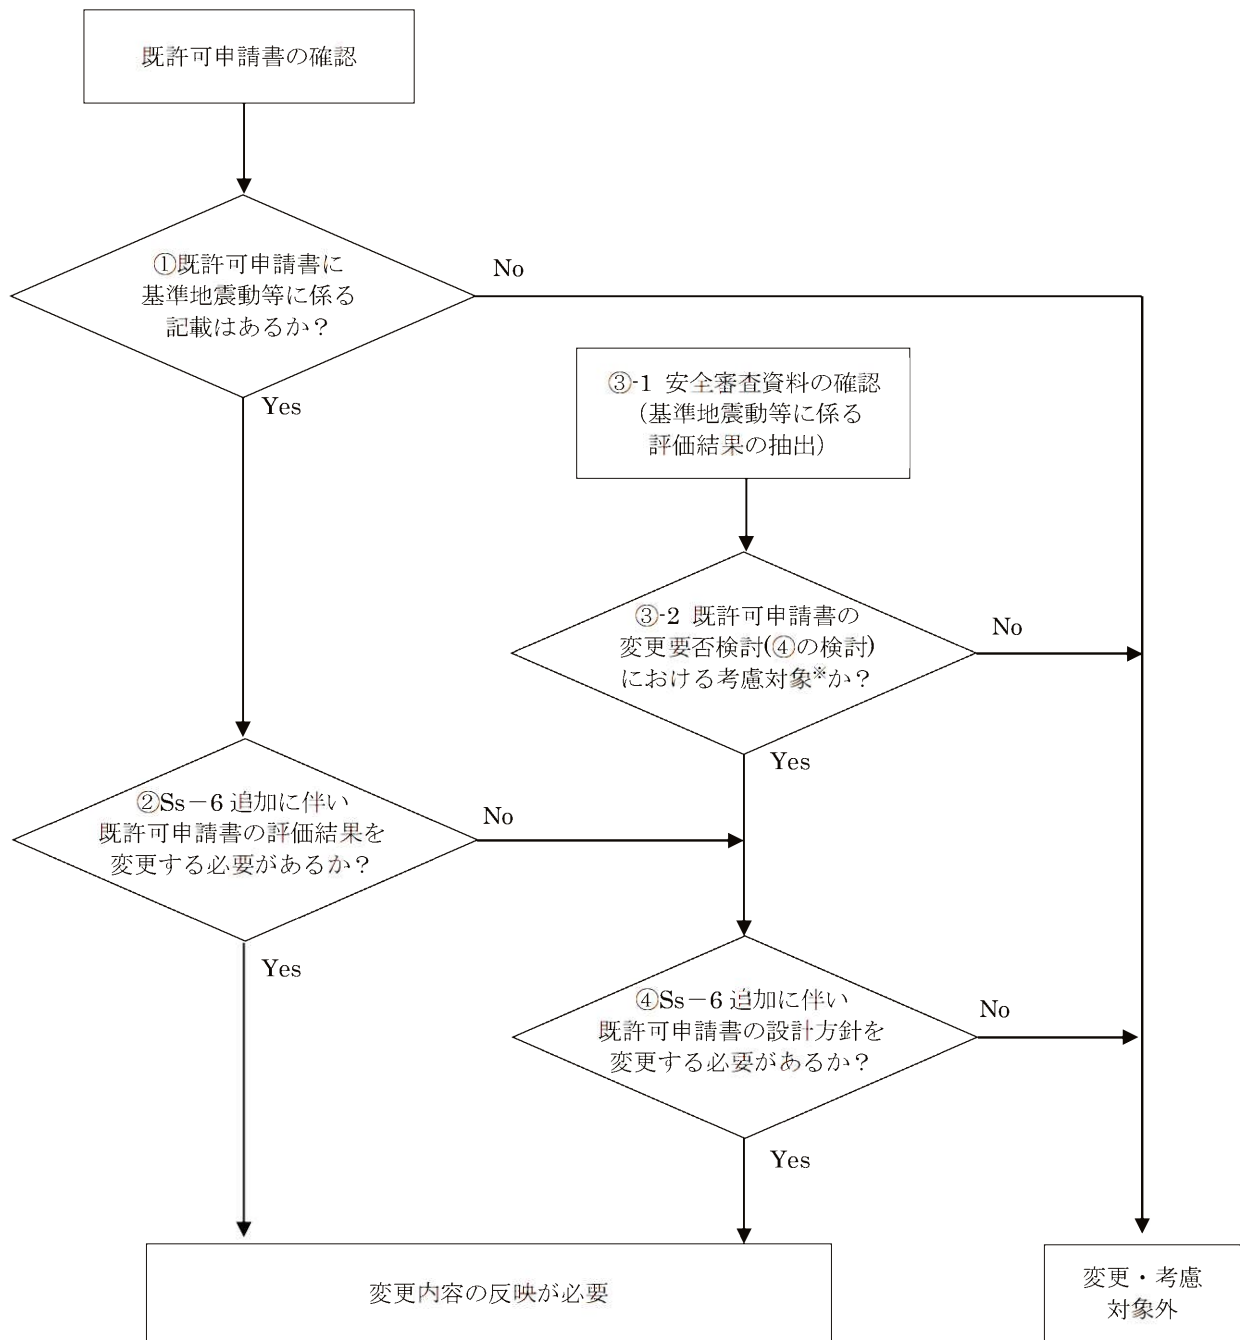 既許可申請書の確認
①既許可申請書に
基準地震動等に係る
記載はあるか？
No
Yes
③-1 安全審査資料の確認
（基準地震動等に係る
評価結果の抽出）
③-2 既許可申請書の
変更要否検討(④の検討)
における考慮対象※か？
No
Yes
②Ss－6 追加に伴い
既許可申請書の評価結果を
変更する必要があるか？
No
Yes
④Ss－6 追加に伴い
既許可申請書の設計方針を
変更する必要があるか？
No
Yes
変更内容の反映が必要
変更・考慮
対象外